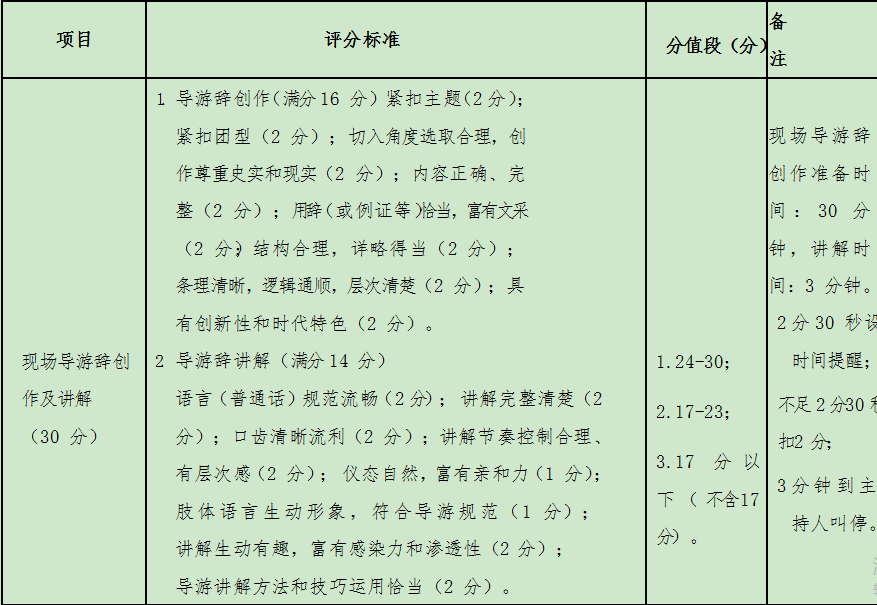 项目
评分标准
分值段（分）
备
注
现场导游辞创
作及讲解
（30 分）
1 导游辞创作（满分16 分）紧扣主题（2分）；
紧扣团型（2 分）；切入角度选取合理，创
作尊重史实和现实（2 分）；内容正确、完
整（2 分）；用辞（或例证等）恰当，富有文采
（2 分）；结构合理，详略得当（2 分）；
条理清晰，逻辑通顺，层次清楚（2 分）；具
有创新性和时代特色（2 分）。
2 导游辞讲解（满分14 分）
语言（普通话）规范流畅（2分）；讲解完整清楚（2
分）；口齿清晰流利（2 分）；讲解节奏控制合理、
有层次感（2 分）；仪态自然，富有亲和力（1 分）；
肢体语言生动形象，符合导游规范（1 分）；
讲解生动有趣，富有感染力和渗透性（2 分）；
导游讲解方法和技巧运用恰当（2 分）。
1.24-30；
2.17-23；
3.17 分以
下（不含17
分）。
现场导游辞
创作准备时
间：30 分
钟，讲解时
间：3 分钟。
2分30 秒设
时间提醒；
不足2分30秒
扣2 分；
3分钟到主
持人叫停。